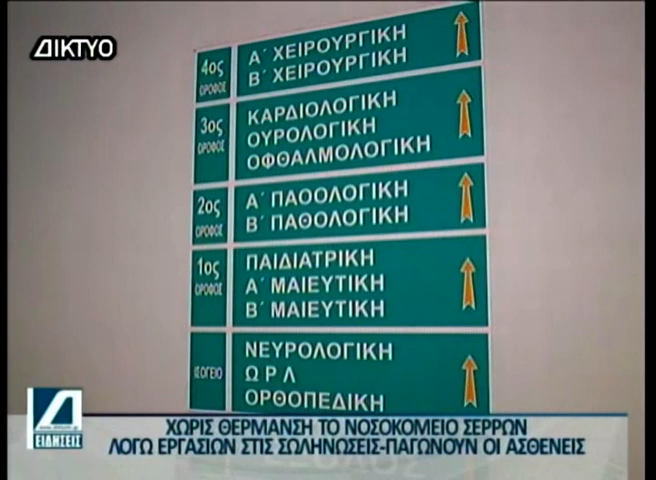 ΔΙΚΤΥΟ
4ος ΟΡΟΦΟΣ
Α΄ ΧΕΙΡΟΥΡΓΙΚΗ
Β΄ ΧΕΙΡΟΥΡΓΙΚΗ
3ος ΟΡΟΦΟΣ
ΚΑΡΔΙΟΛΟΓΙΚΗ
ΟΥΡΟΛΟΓΙΚΗ
ΟΦΘΑΛΜΟΛΟΓΙΚΗ
2ος ΟΡΟΦΟΣ
Α΄ ΠΑΟΟΛΟΓΙΚΗ
Β΄ ΠΑΘΟΛΟΓΙΚΗ
1ος ΟΡΟΦΟΣ
ΠΑΙΔΙΑΤΡΙΚΗ
Α΄ ΜΑΙΕΥΤΙΚΗ
Β΄ ΜΑΙΕΥΤΙΚΗ
ΙΣΟΓΕΙΟ
ΝΕΥΡΟΛΟΓΙΚΗ
Ω Ρ Λ
ΟΡΘΟΠΕΔΙΚΗ
ΕΙΔΗΣΕΙΣ
ΧΩΡΙΣ ΘΕΡΜΑΝΣΗ ΤΟ ΝΟΣΟΚΟΜΕΙΟ ΣΕΡΡΩΝ
ΛΟΓΩ ΕΡΓΑΣΙΩΝ ΣΤΙΣ ΣΩΛΗΝΩΣΕΙΣ-ΠΑΓΩΝΟΥΝ ΟΙ ΑΣΘΕΝΕΙΣ